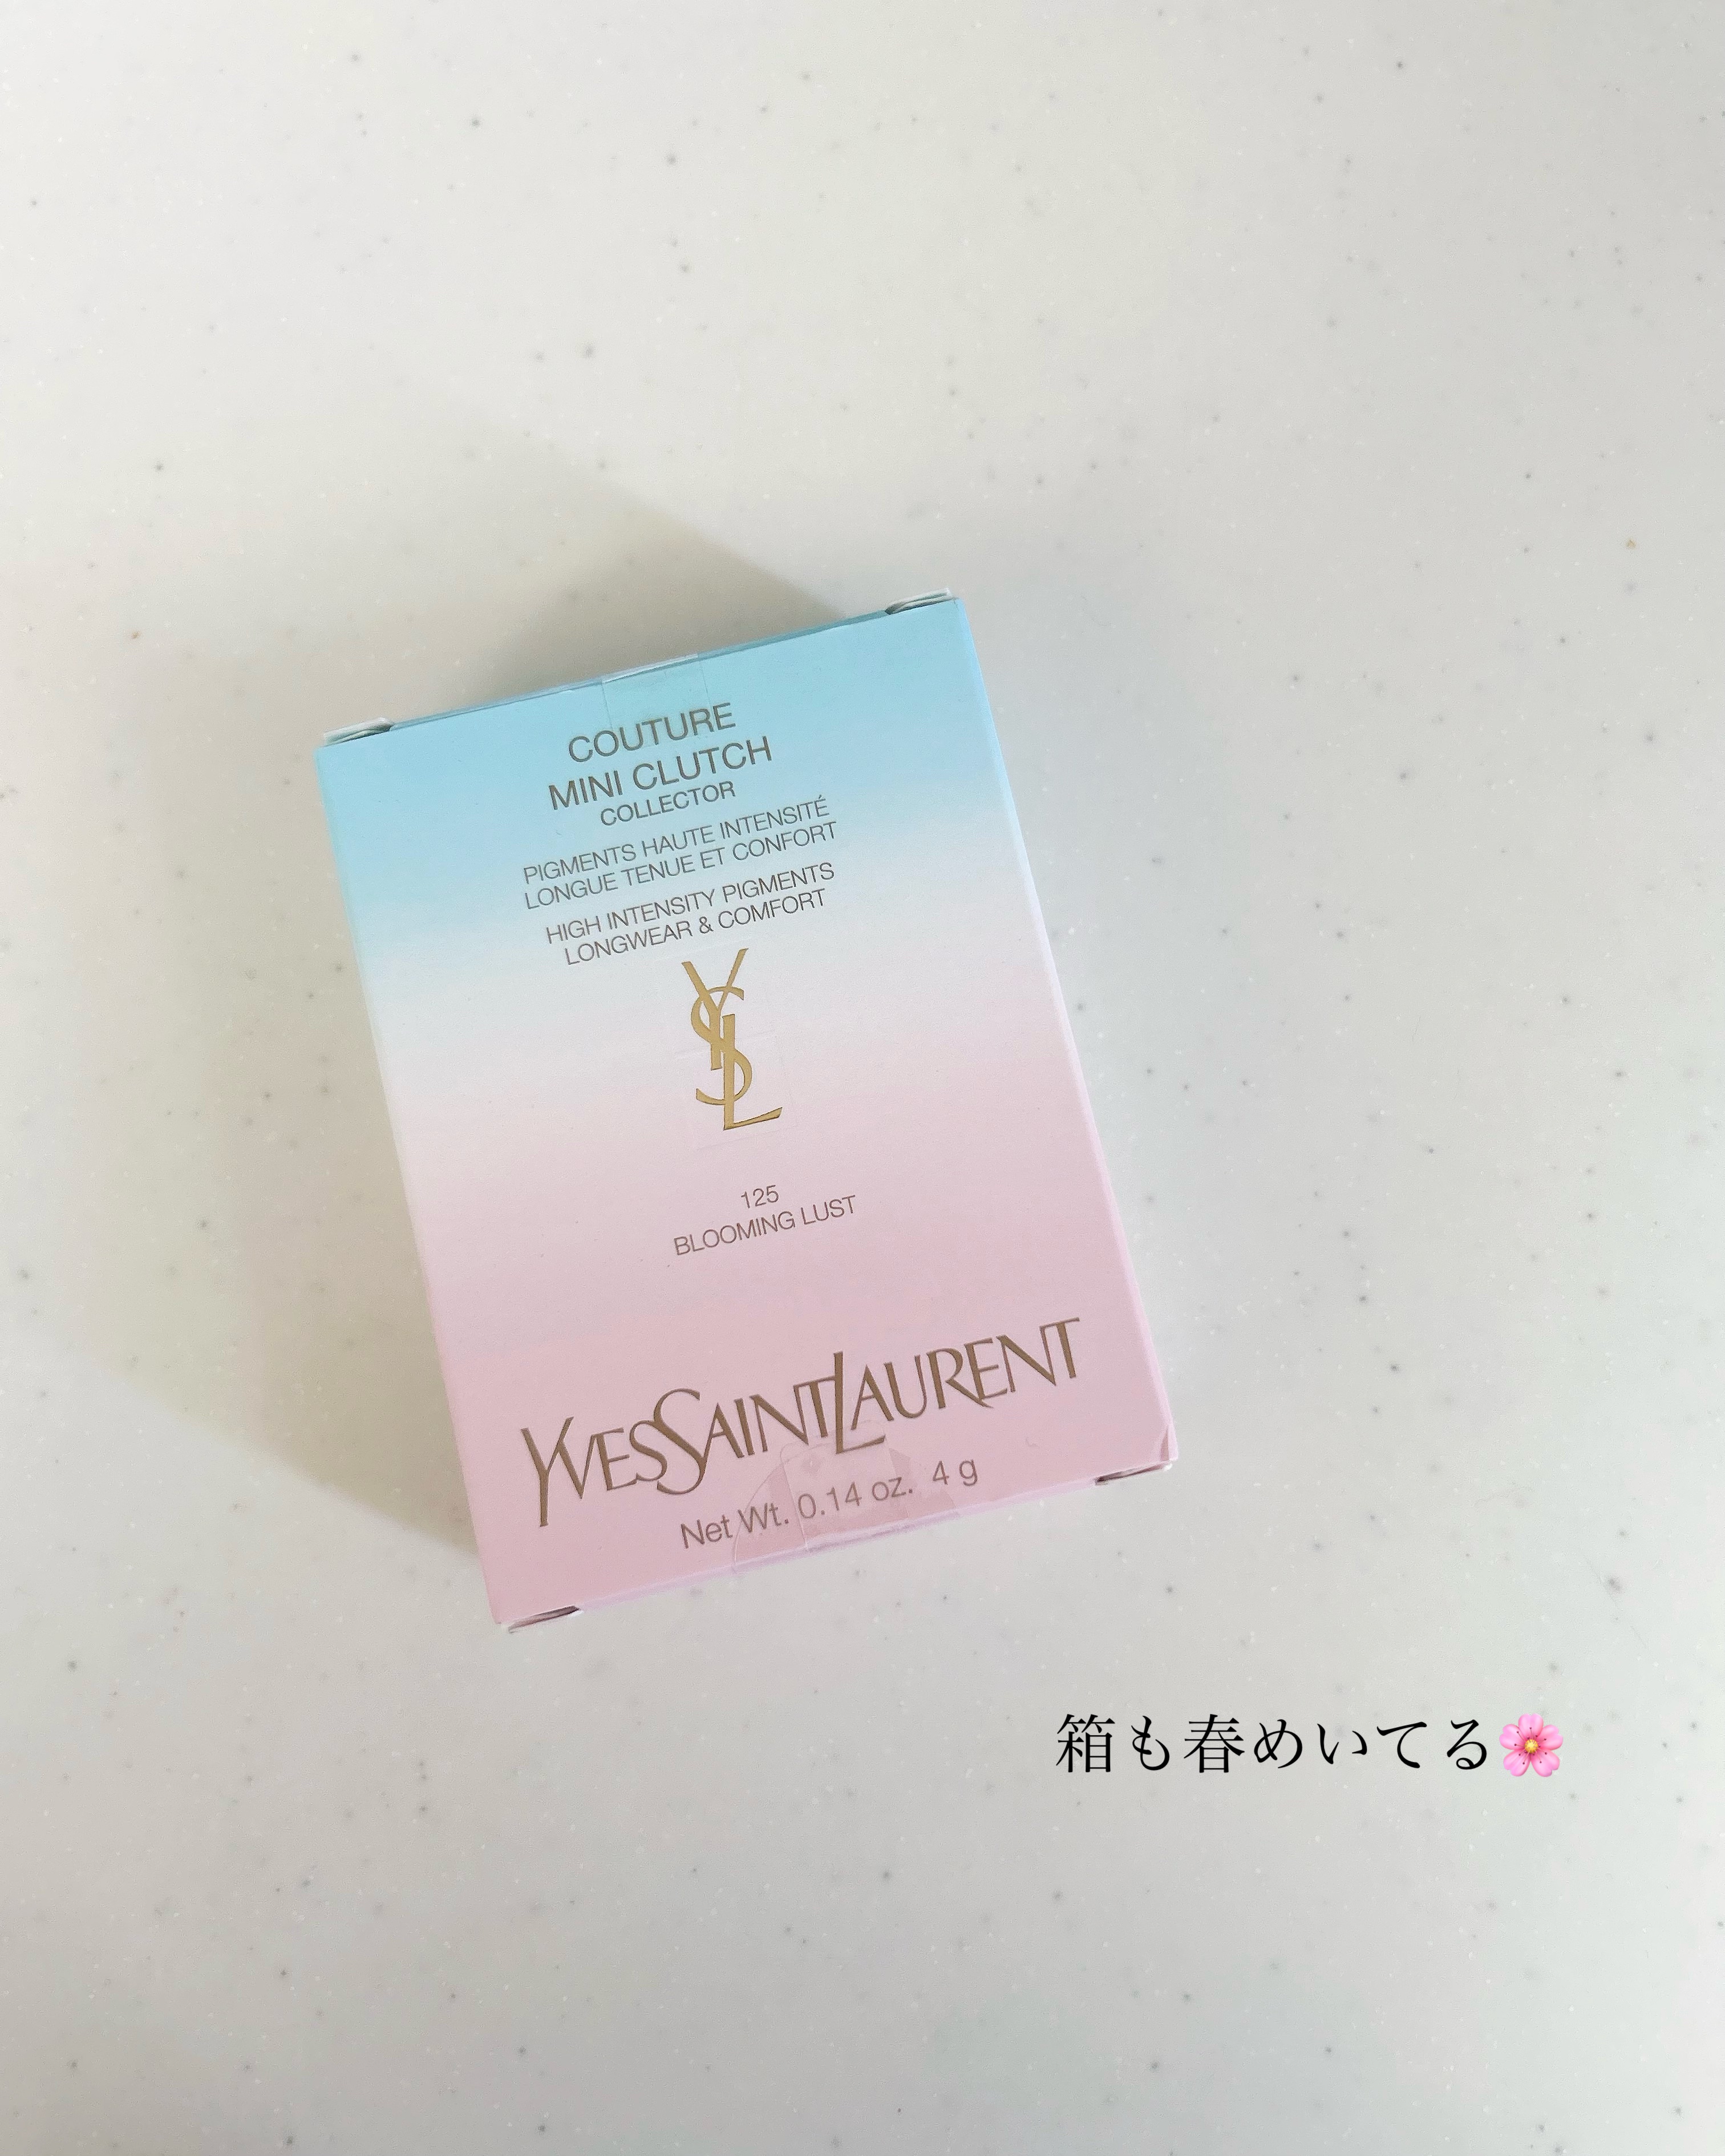 COUTURE
MINI CLUTCH
COLLECTOR
PIGMENTS HAUTE INTENSITÉ
LONGUE TENUE ET CONFORT
HIGH INTENSITY PIGMENTS
LONGWEAR & COMFORT
YSL
125
BLOOMING LUST
YVESSAINTLAURENT
Net Wt. 0.14 oz. 4 g
箱も春めいてる🌸